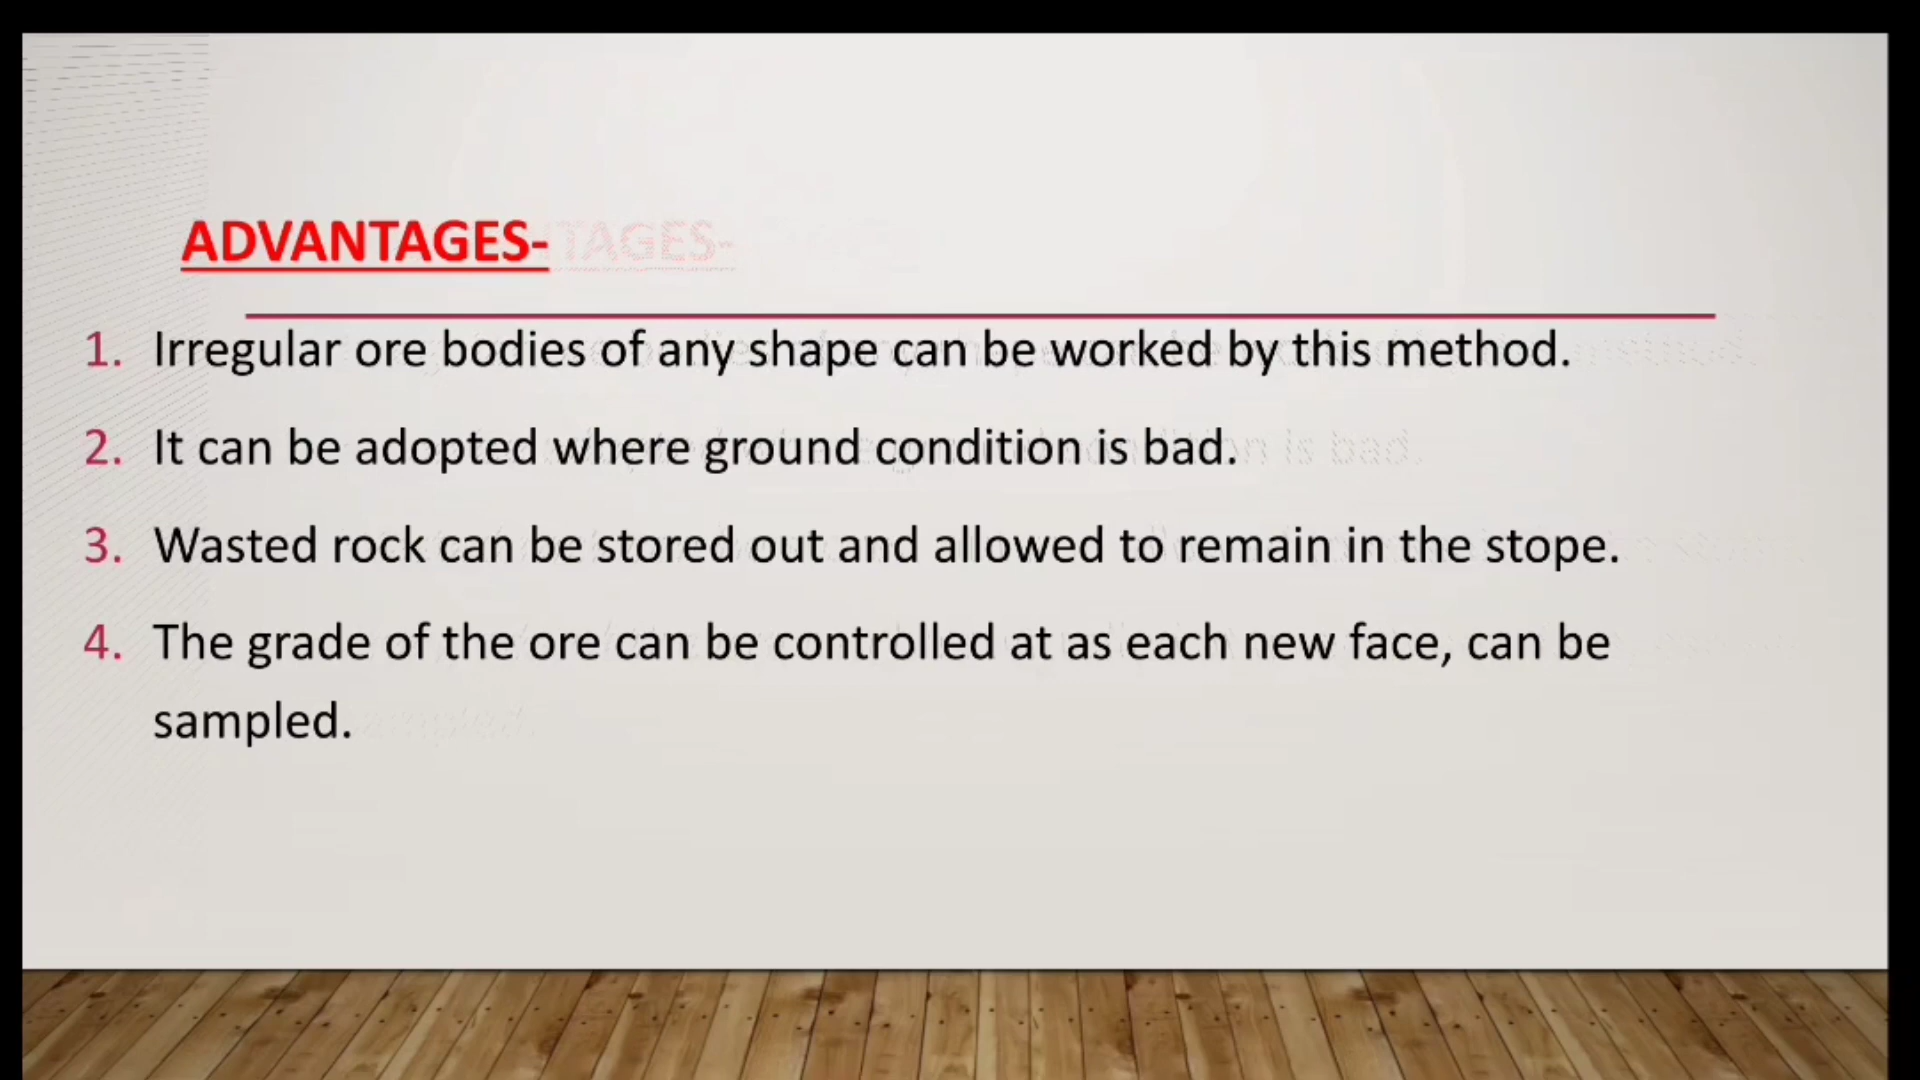 ADVANTAGES-
1. Irregular ore bodies of any shape can be worked by this method.
2. It can be adopted where ground condition is bad.
3. Wasted rock can be stored out and allowed to remain in the stope.
4. The grade of the ore can be controlled at as each new face, can be
sampled.